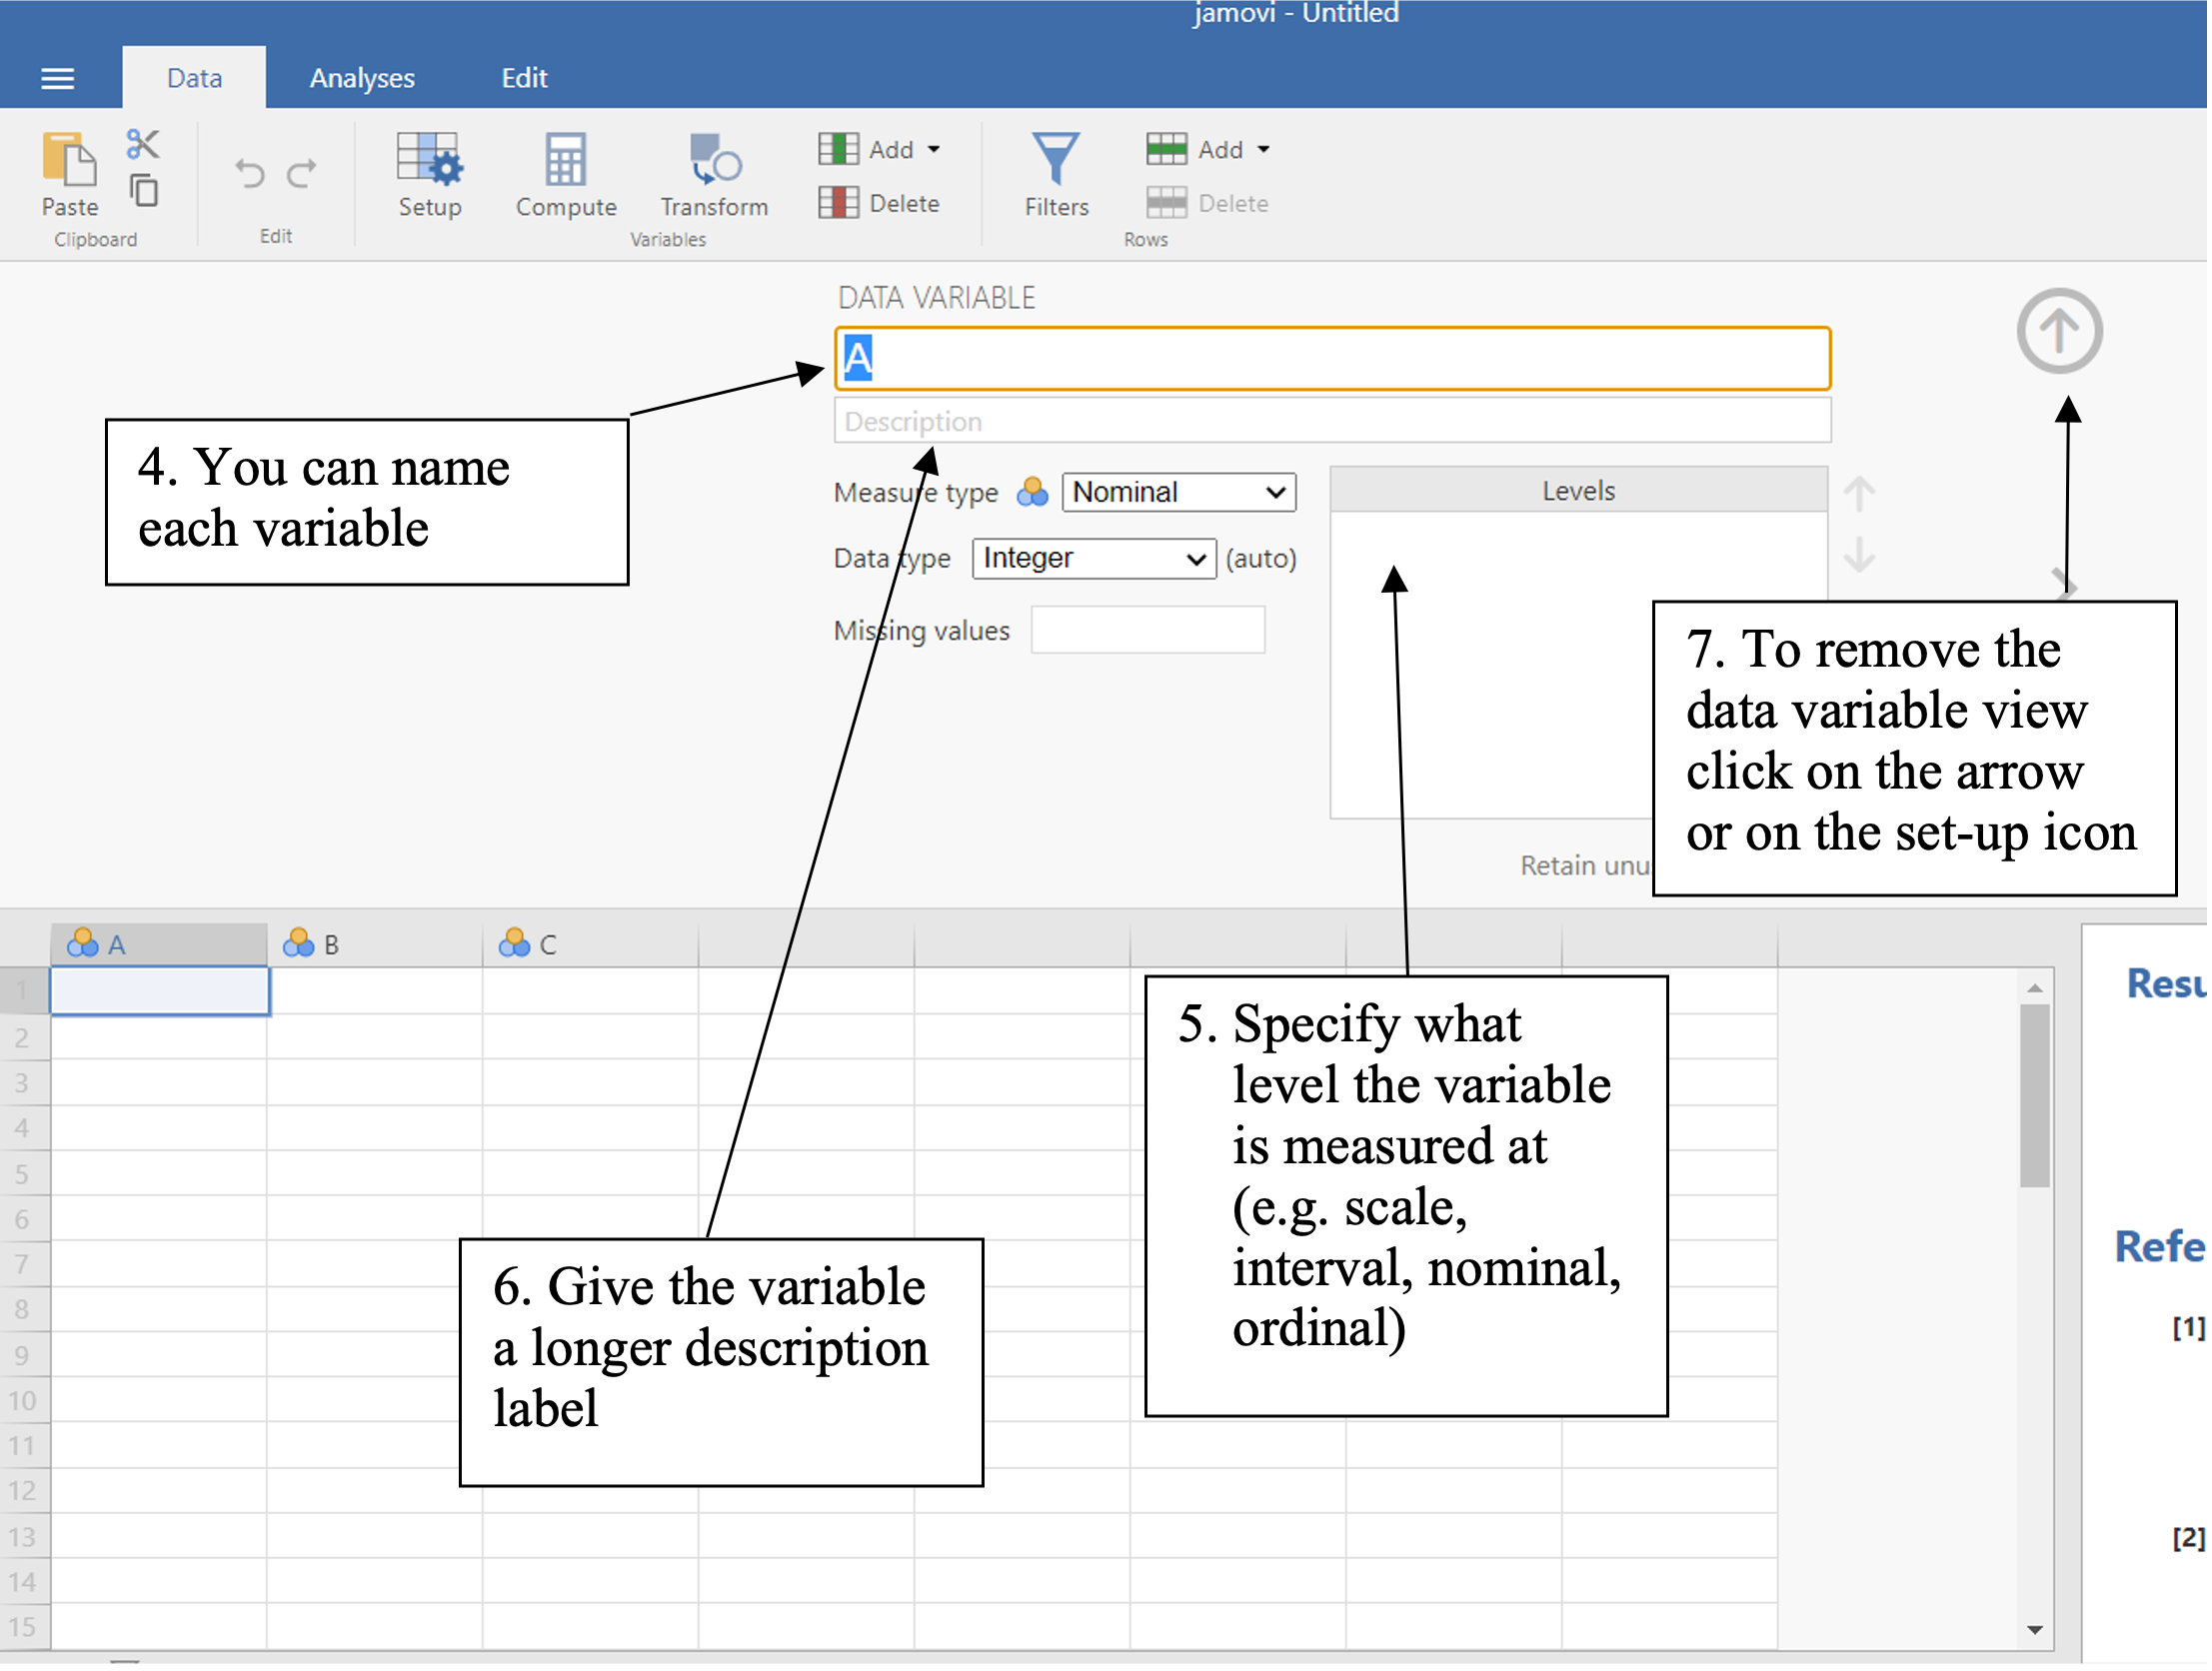 jamovi - Untitled
Data Analyses Edit
Paste
Clipboard
Edit
Setup Compute Transform
Add
Delete
Variables
Filters
Add
Delete
Rows
DATA VARIABLE
A
Description
Measure type Nominal
Data type Integer (auto)
Missing values
Levels
Retain unu
4. You can name
each variable
7. To remove the
data variable view
click on the arrow
or on the set-up icon
5. Specify what
level the variable
is measured at
(e.g. scale,
interval, nominal,
ordinal)
6. Give the variable
a longer description
label
A B C
1
2
3
4
5
6
7
8
9
10
11
12
13
14
15
Resu
Refe
[1]
[2]